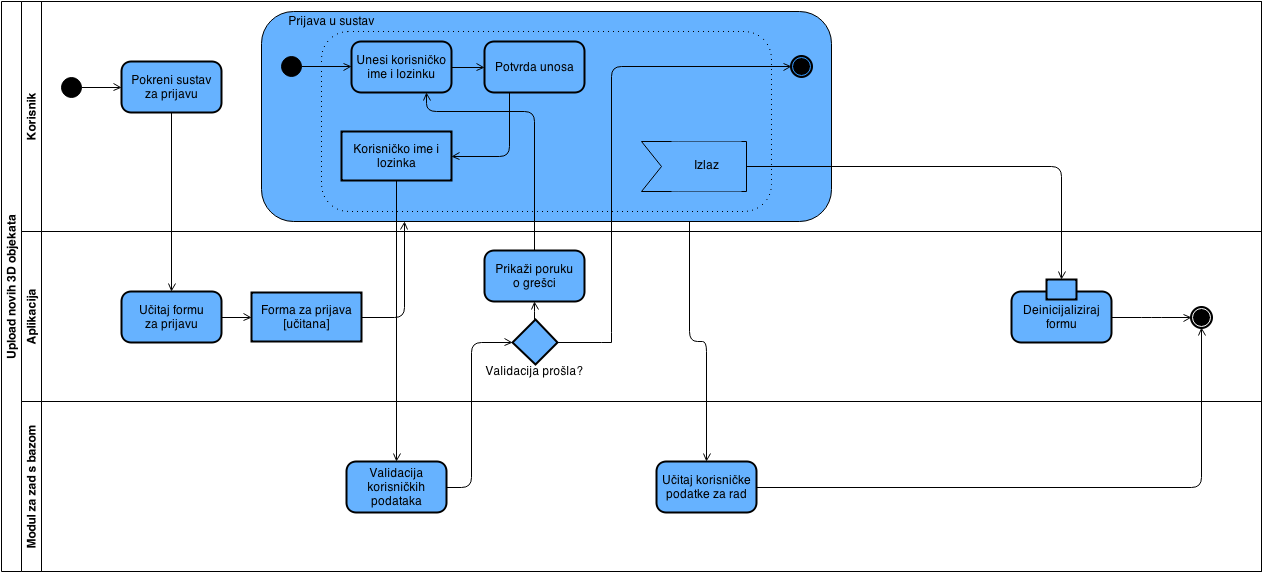 Upload novih 3D objekata
Korisnik
Pokreni sustav
za prijavu
Prijava u sustav
Unesi korisničko
ime i lozinku
Potvrda unosa
Korisničko ime i
lozinka
Izlaz
Aplikacija
Učitaj formu
za prijavu
Forma za prijava
[učitana]
Prikaži poruku
o grešci
Validacija prošla?
Deinicijaliziraj
formu
Modul za zad s bazom
Validacija
korisničkih
podataka
Učitaj korisničke
podatke za rad